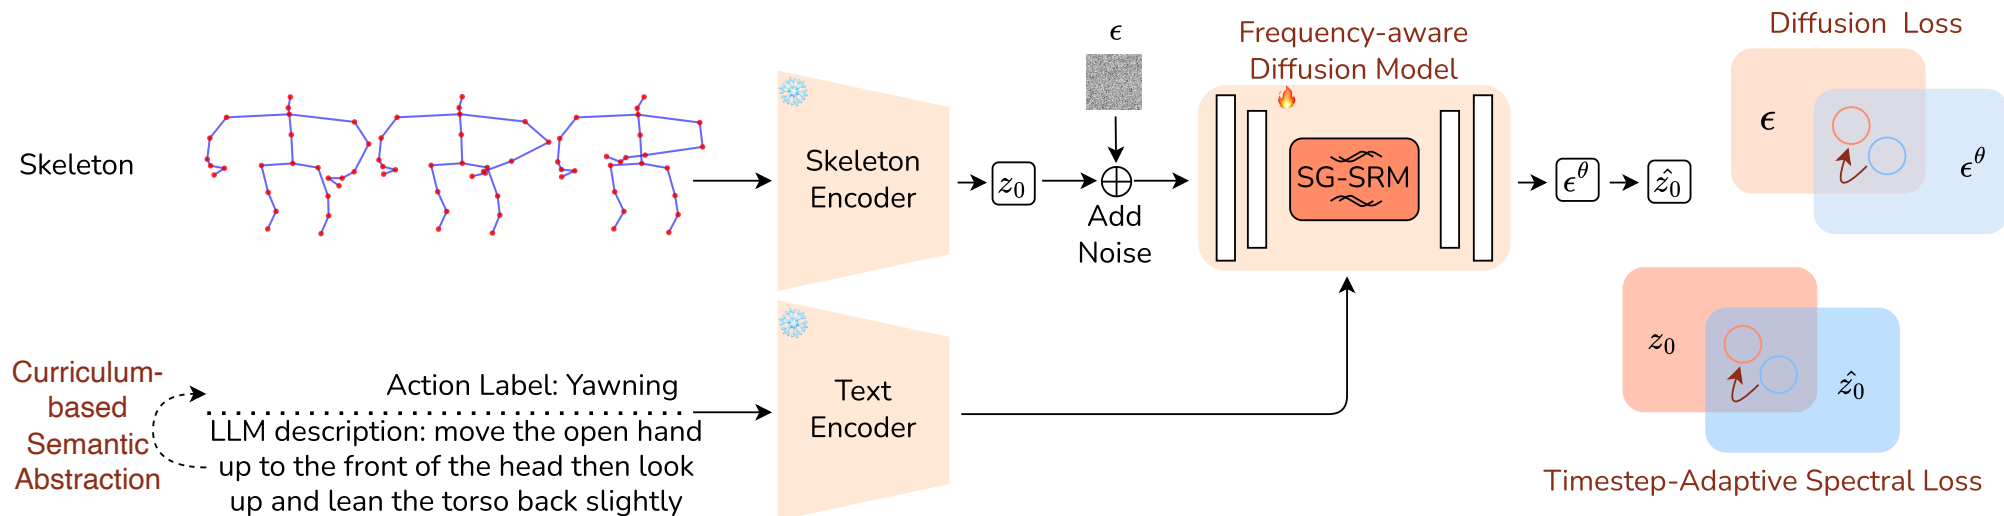 Skeleton
Skeleton
Encoder
z₀
ϵ
Add
Noise
Frequency-aware
Diffusion Model
SG-SRM
ϵ^θ
ẑ₀
Diffusion Loss
ϵ
ϵ^θ
z₀
ẑ₀
Timestep-Adaptive Spectral Loss
Curriculum-
based
Semantic
Abstraction
Action Label: Yawning
LLM description: move the open hand
up to the front of the head then look
up and lean the torso back slightly
Text
Encoder